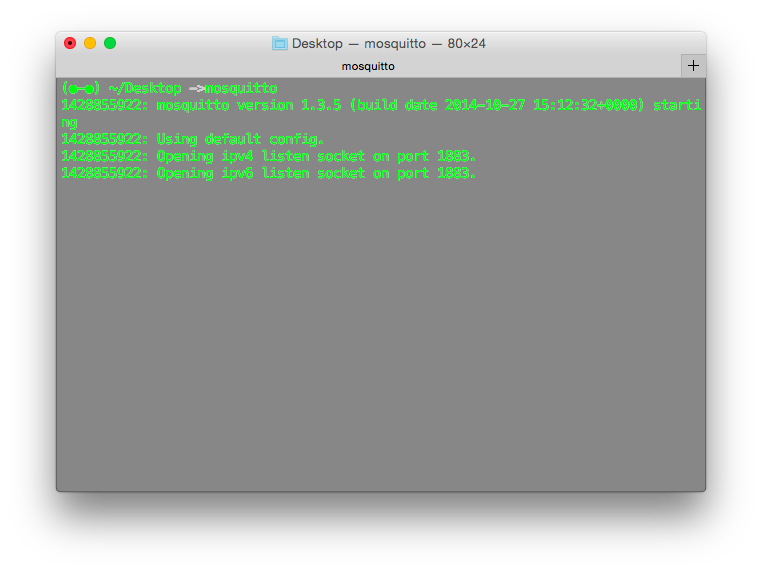 Desktop — mosquitto — 80×24
mosquitto
(●—●) ~/Desktop —>mosquitto
1428855922: mosquitto version 1.3.5 (build date 2014-10-27 15:12:32+0000) starti
ng
1428855922: Using default config.
1428855922: Opening ipv4 listen socket on port 1883.
1428855922: Opening ipv6 listen socket on port 1883.